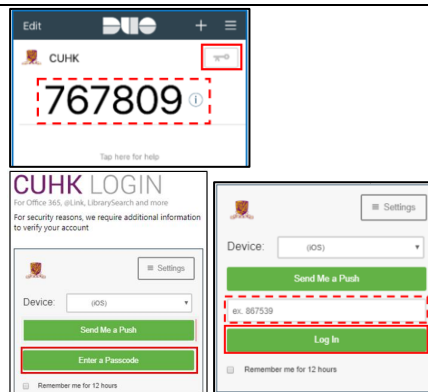 Edit DUO + ≡
CUHK
767809 i
Tap here for help
CUHK LOGIN
For Office 365, @Link, LibrarySearch and more
For security reasons, we require additional information
to verify your account
≡ Settings
Device: (iOS)
Send Me a Push
Enter a Passcode
Remember me for 12 hours
≡ Settings
Device: (iOS)
Send Me a Push
ex. 867539
Log In
Remember me for 12 hours